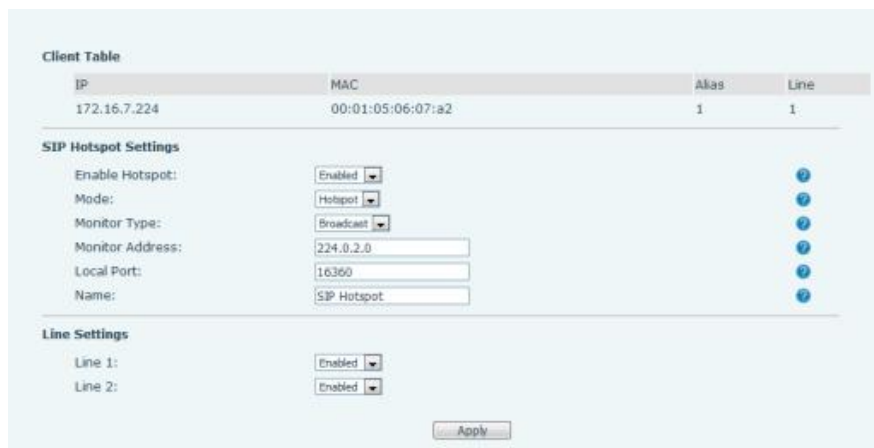 Client Table
IP MAC Alias Line
172.16.7.224 00:01:05:06:07:a2 1 1
SIP Hotspot Settings
Enable Hotspot: Enabled
Mode: Hotspot
Monitor Type: Broadcast
Monitor Address: 224.0.2.0
Local Port: 16360
Name: SIP Hotspot
Line Settings
Line 1: Enabled
Line 2: Enabled
Apply